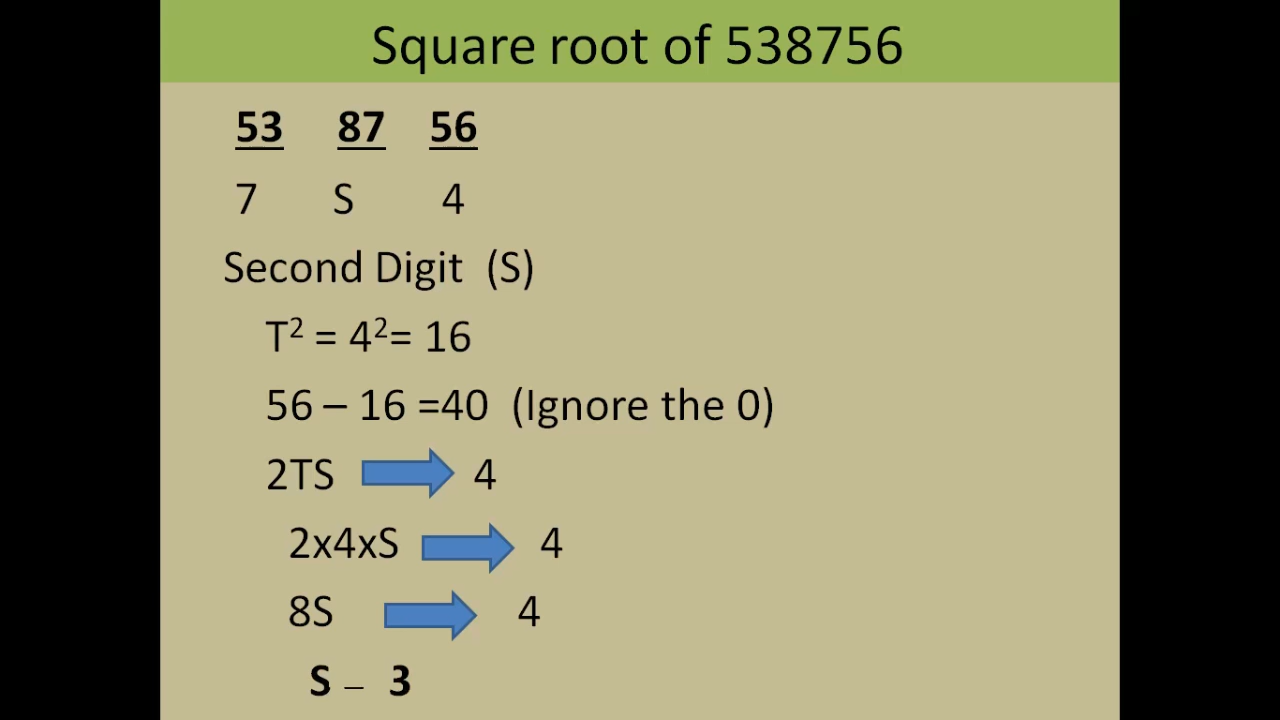 Square root of 538756
53 87 56
7 S 4
Second Digit (S)
T² = 4²= 16
56 – 16 =40 (Ignore the 0)
2TS 4
2x4xS 4
8S 4
S – 3